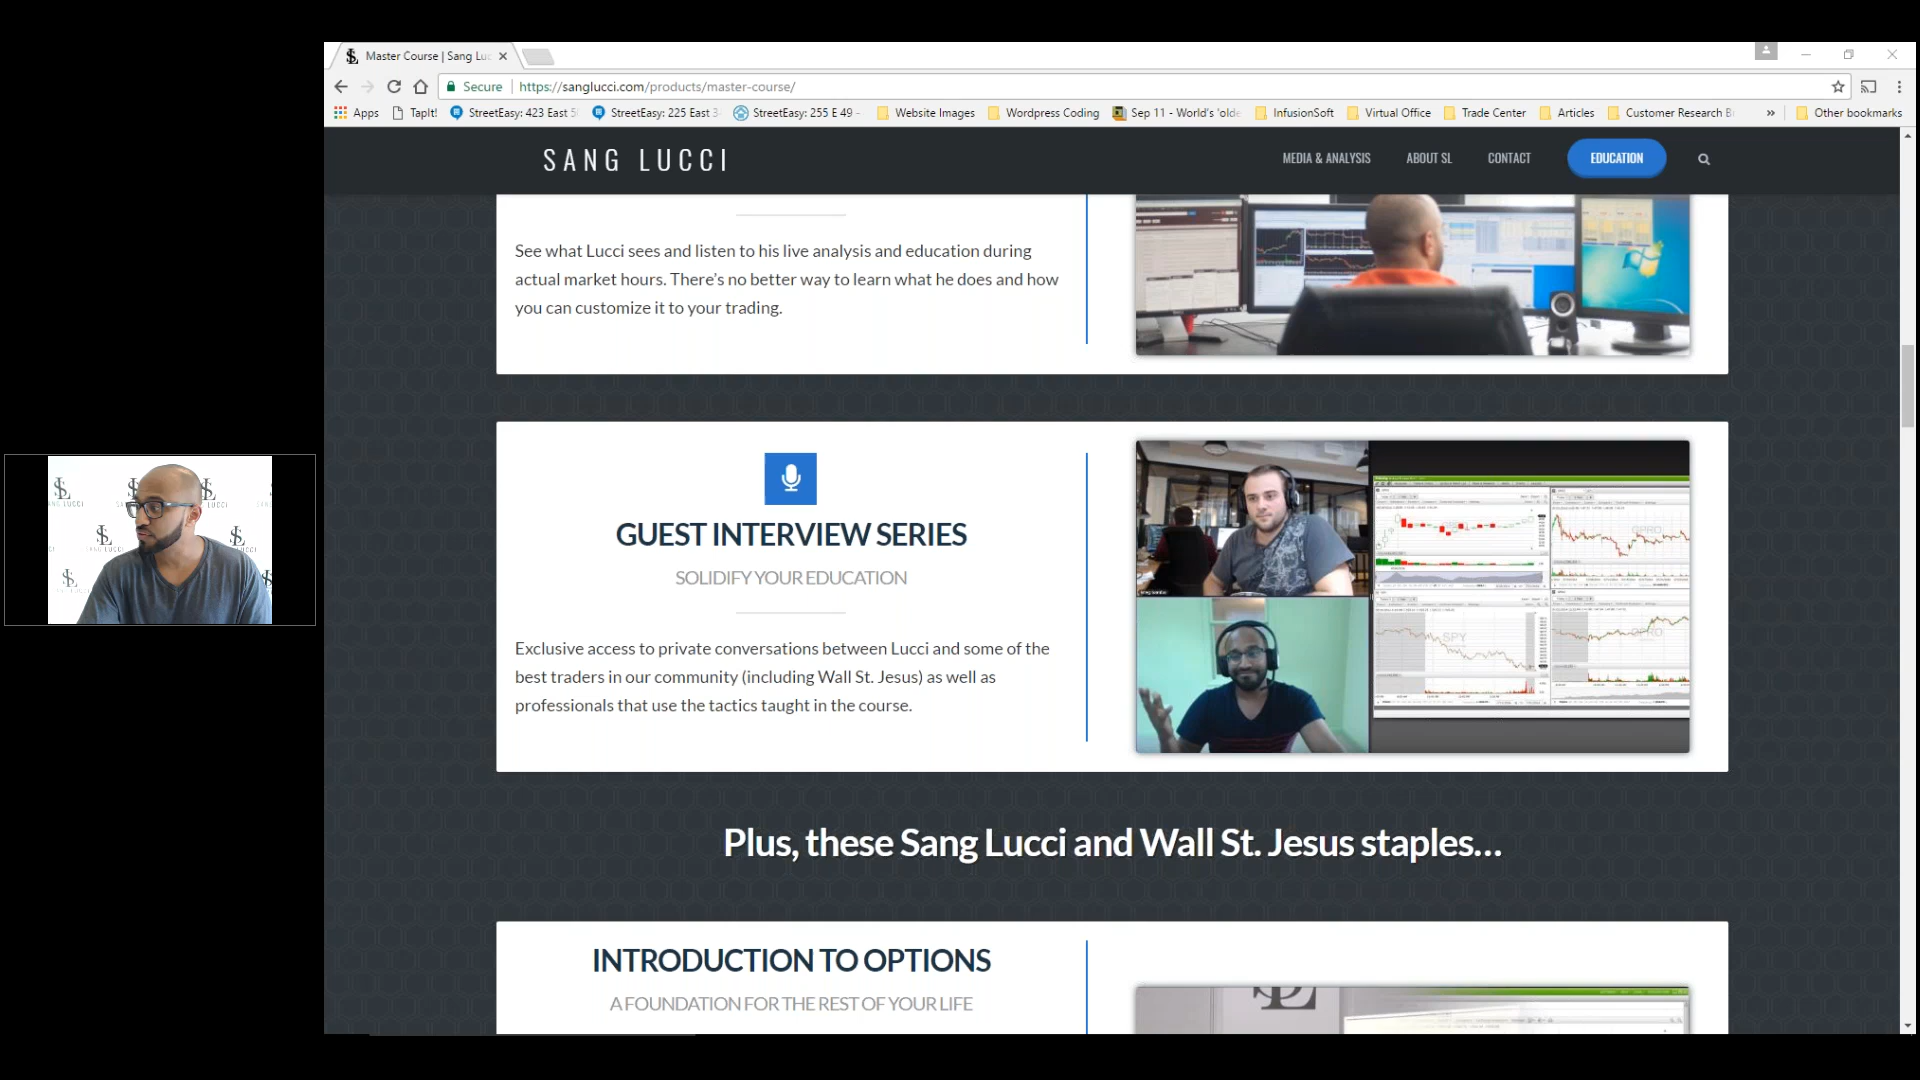 Master Course | Sang Luc
Secure https://sanglucci.com/products/master-course/
Apps TapIt! StreetEasy: 423 East 5 StreetEasy: 225 East 3 StreetEasy: 255 E 49 - Website Images Wordpress Coding Sep 11 - World's 'olde InfusionSoft Virtual Office Trade Center Articles Customer Research B » Other bookmarks
SANG LUCCI
MEDIA & ANALYSIS ABOUT SL CONTACT EDUCATION
See what Lucci sees and listen to his live analysis and education during
actual market hours. There's no better way to learn what he does and how
you can customize it to your trading.
GUEST INTERVIEW SERIES
SOLIDIFY YOUR EDUCATION
Exclusive access to private conversations between Lucci and some of the
best traders in our community (including Wall St. Jesus) as well as
professionals that use the tactics taught in the course.
SPY
GPRO
Plus, these Sang Lucci and Wall St. Jesus staples...
INTRODUCTION TO OPTIONS
A FOUNDATION FOR THE REST OF YOUR LIFE